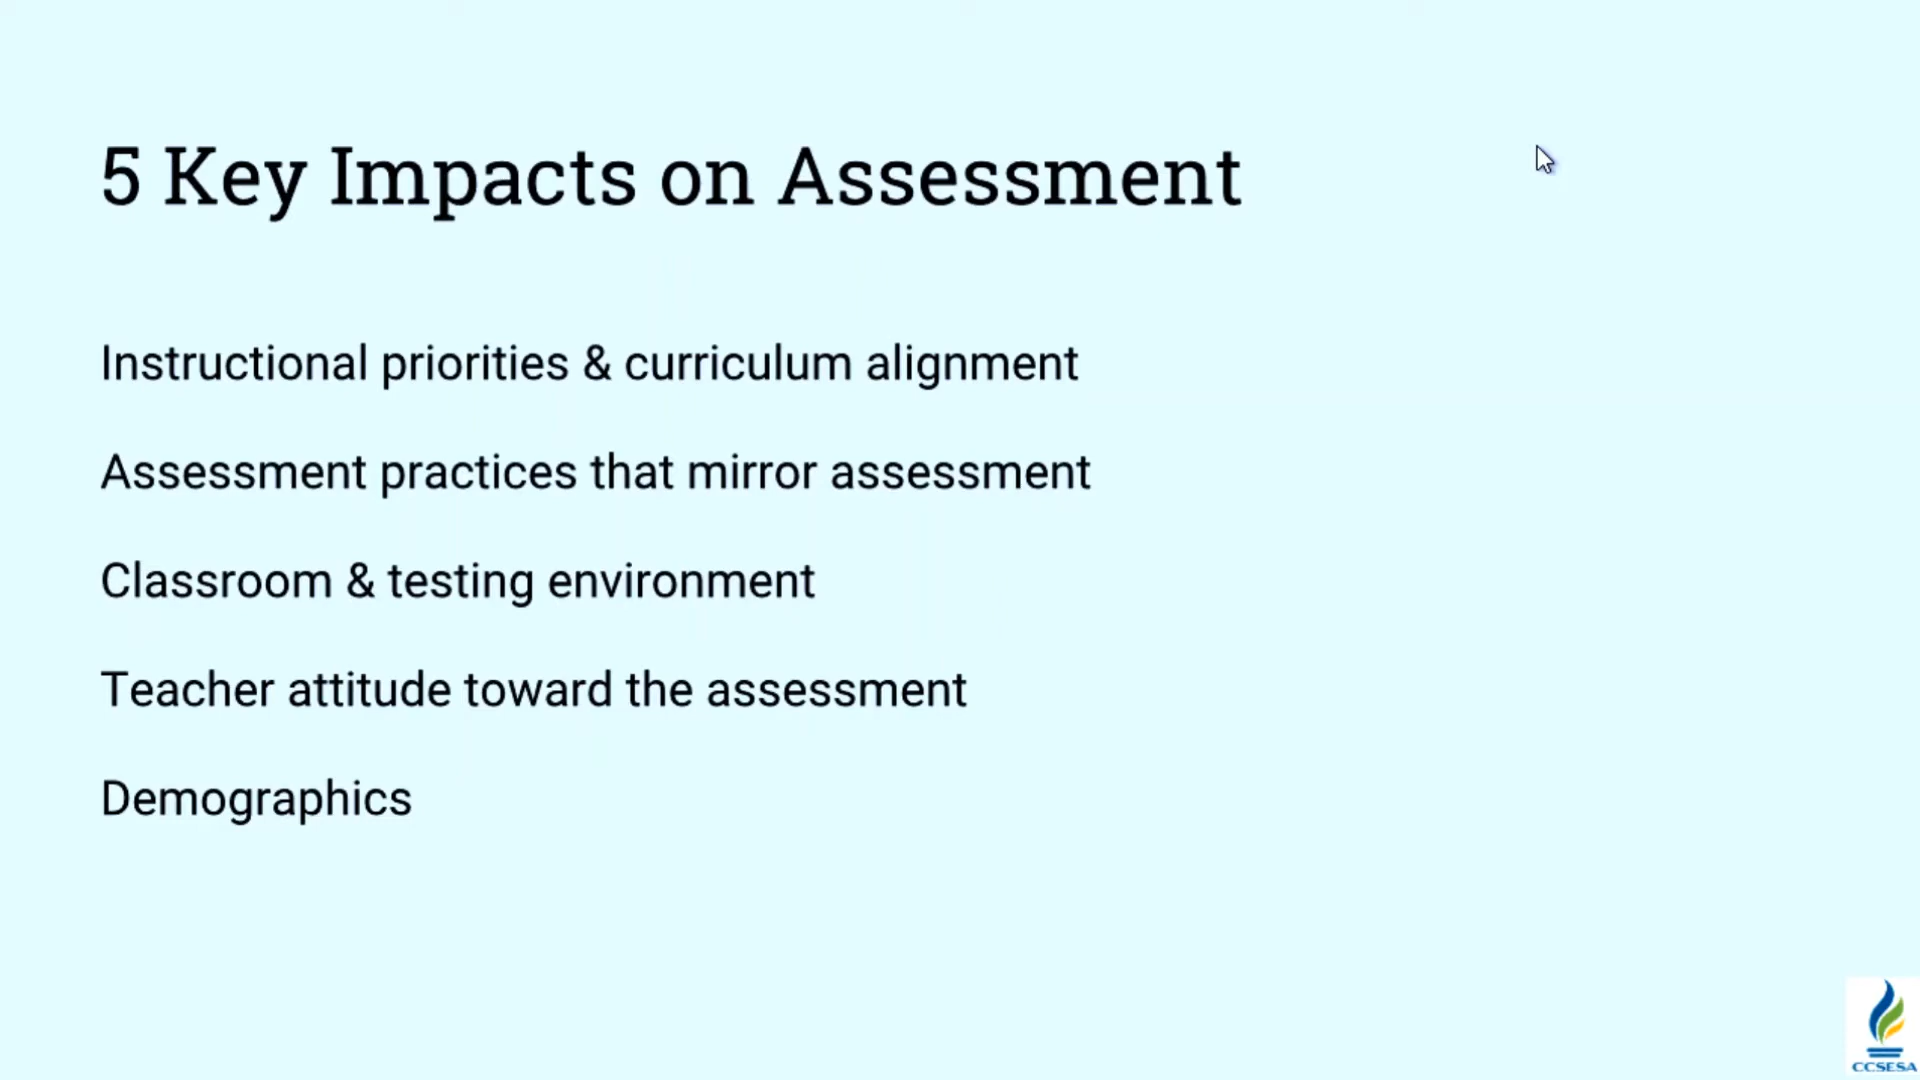 5 Key Impacts on Assessment
Instructional priorities & curriculum alignment
Assessment practices that mirror assessment
Classroom & testing environment
Teacher attitude toward the assessment
Demographics
CCSESA